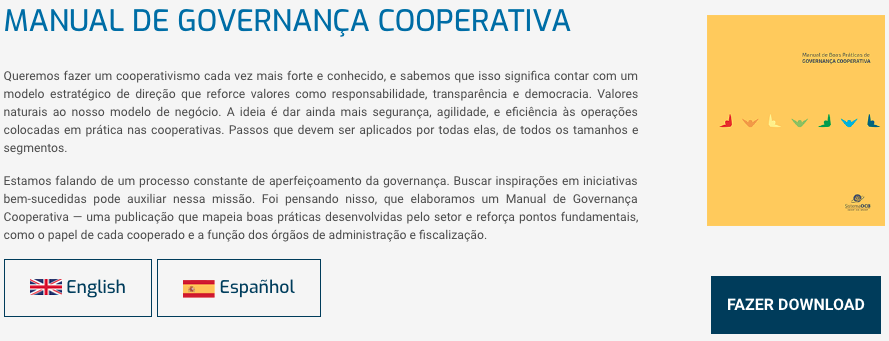 MANUAL DE GOVERNANÇA COOPERATIVA
Queremos fazer um cooperativismo cada vez mais forte e conhecido, e sabemos que isso significa contar com um
modelo estratégico de direção que reforce valores como responsabilidade, transparência e democracia. Valores
naturais ao nosso modelo de negócio. A ideia é dar ainda mais segurança, agilidade, e eficiência às operações
colocadas em prática nas cooperativas. Passos que devem ser aplicados por todas elas, de todos os tamanhos e
segmentos.
Estamos falando de um processo constante de aperfeiçoamento da governança. Buscar inspirações em iniciativas
bem-sucedidas pode auxiliar nessa missão. Foi pensando nisso, que elaboramos um Manual de Governança
Cooperativa — uma publicação que mapeia boas práticas desenvolvidas pelo setor e reforça pontos fundamentais,
como o papel de cada cooperado e a função dos órgãos de administração e fiscalização.
English
Españhol
Manual de Boas Práticas de
GOVERNANÇA COOPERATIVA
SistemaOCB
FAZER DOWNLOAD